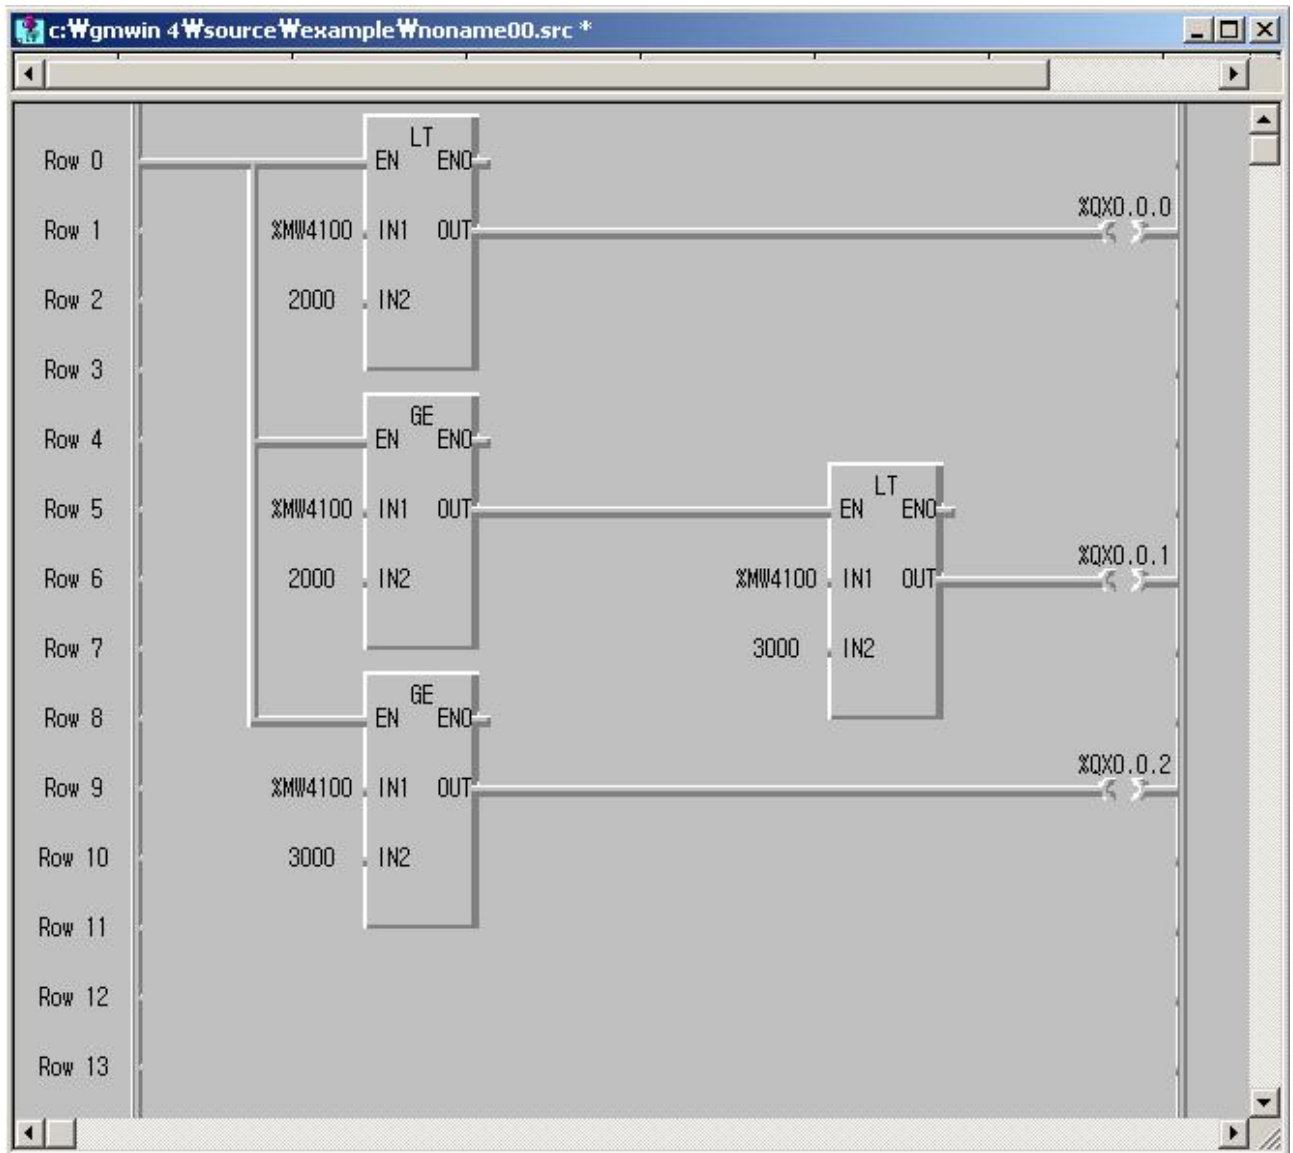 c:₩gmwin 4₩source₩example₩noname00.src *
LT
Row 0 EN ENO
%QX0.0.0
Row 1 %MW4100 IN1 OUT
Row 2 2000 IN2
Row 3
GE
Row 4 EN ENO
LT
Row 5 %MW4100 IN1 OUT EN ENO
%QX0.0.1
Row 6 2000 IN2 %MW4100 IN1 OUT
Row 7 3000 IN2
GE
Row 8 EN ENO
%QX0.0.2
Row 9 %MW4100 IN1 OUT
Row 10 3000 IN2
Row 11
Row 12
Row 13